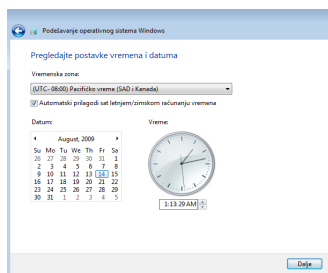 Podešavanje operativnog sistema Windows
Pregledajte postavke vremena i datuma
Vremenska zona:
(UTC- 08:00) Pacifičko vreme (SAD i Kanada)
Automatski prilagodi sat letnjem/zimskom računanju vremena
Datum:
Vreme:
August, 2009
Su Mo Tu We Th Fr Sa
26 27 28 29 30 31 1
2 3 4 5 6 7 8
9 10 11 12 13 14 15
16 17 18 19 20 21 22
23 24 25 26 27 28 29
30 31 1 2 3 4 5
1:13:29 AM
Dalje